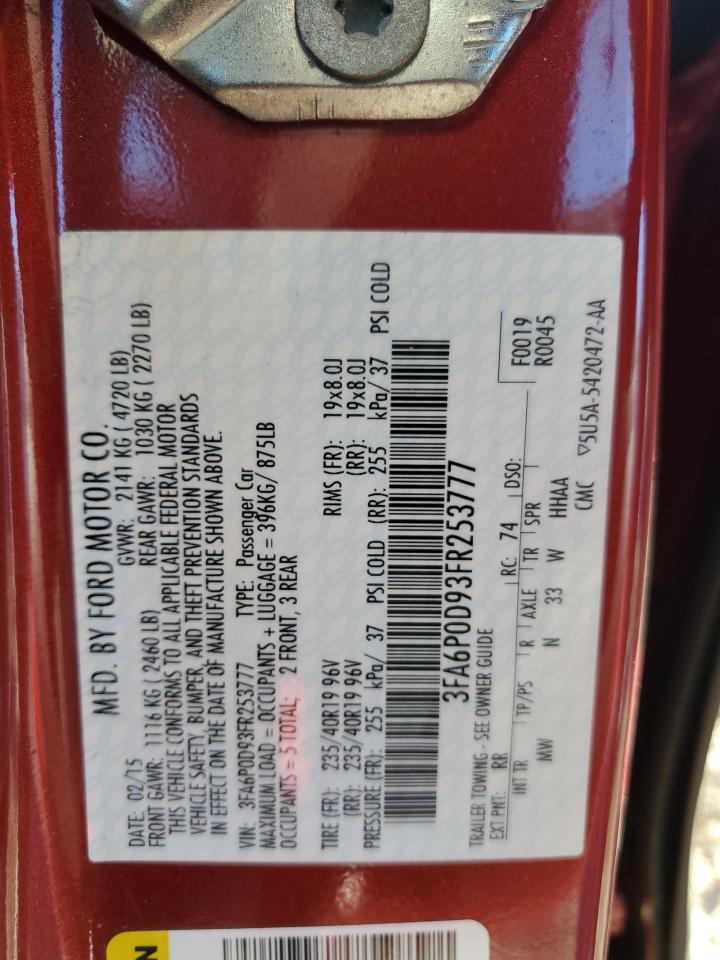 MFD. BY FORD MOTOR CO.
DATE: 02/15 GVWR: 2141 KG ( 4720 LB)
FRONT GAWR: 1116 KG ( 2460 LB) REAR GAWR: 1030 KG ( 2270 LB)
THIS VEHICLE CONFORMS TO ALL APPLICABLE FEDERAL MOTOR
VEHICLE SAFETY, BUMPER, AND THEFT PREVENTION STANDARDS
IN EFFECT ON THE DATE OF MANUFACTURE SHOWN ABOVE.
VIN: 3FA6P0D93FR253777 TYPE: Passenger Car
MAXIMUM LOAD = OCCUPANTS + LUGGAGE = 396KG/ 875LB
OCCUPANTS = 5 TOTAL; 2 FRONT, 3 REAR
TIRE (FR): 235/40R19 96V RIMS (FR): 19x8.0J
(RR): 235/40R19 96V (RR): 19x8.0J
PRESSURE (FR): 255 kPa/ 37 PSI COLD (RR): 255 kPa/ 37 PSI COLD
3FA6P0D93FR253777
TRAILER TOWING - SEE OWNER GUIDE
EXT PNT: RR RC: 74 DSO: F0019
R0045
INT TR TP/PS R AXLE TR SPR
MW N 33 W HHAA
CMC ▽5U5A-5420472-AA
N